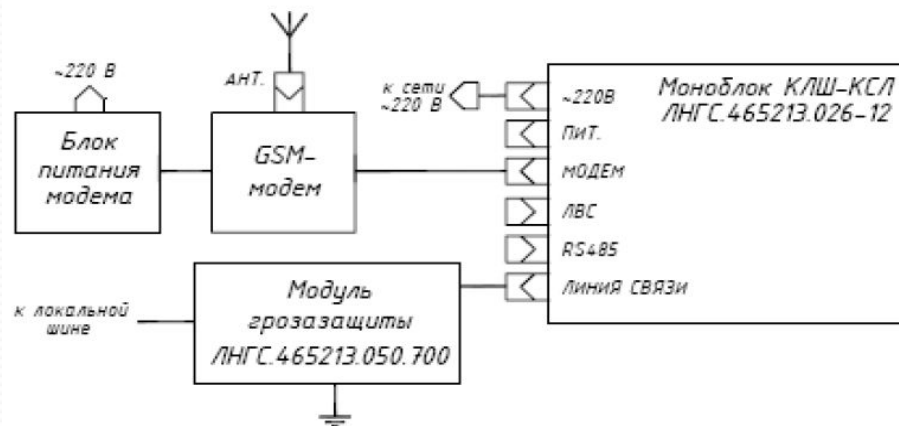 ~220 В
АНТ.
Блок
питания
модема
GSM-
модем
к сети
~220 В
Моноблок КЛШ-КСЛ
ЛНГС.465213.026-12
~220В
ПИТ.
МОДЕМ
ЛВС
RS485
ЛИНИЯ СВЯЗИ
к локальной
шине
Модуль
грозазащиты
ЛНГС.465213.050.700